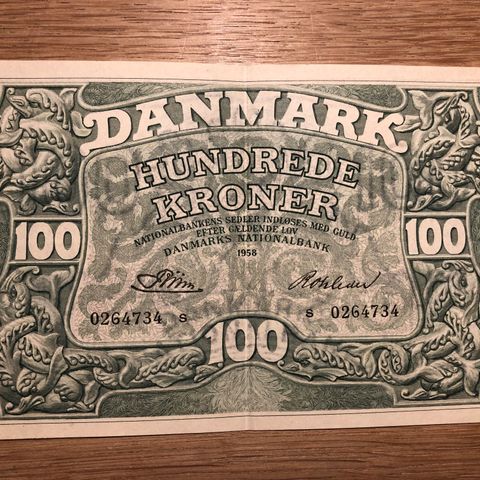 DANMARK
HUNDREDE
KRONER
NATIONALBANKENS SEDLER INDLØSES MED GULD
EFTER GÆLDENDE LOV
DANMARKS NATIONALBANK
1958
100 100
0264734 S S 0264734
100